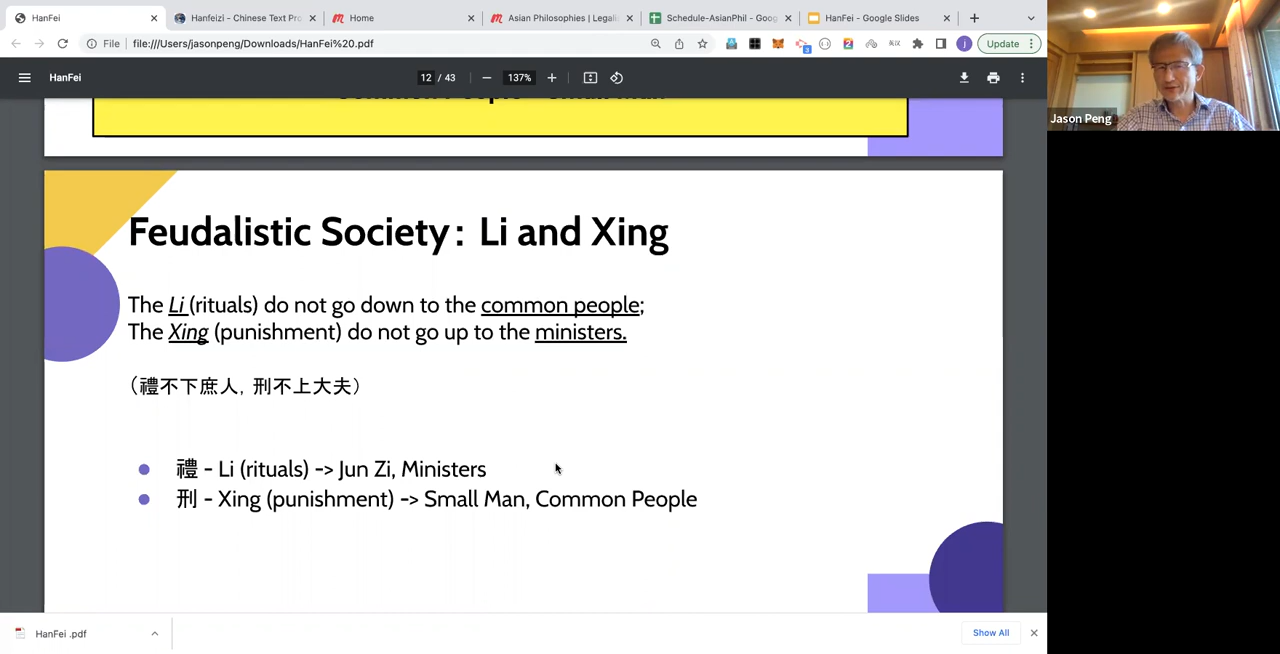 HanFei
Hanfeizi - Chinese Text Pro
Home
Asian Philosophies | Legali
Schedule-AsianPhil - Goog
HanFei - Google Slides
File
file:///Users/jasonpeng/Downloads/HanFei%20.pdf
Update
HanFei
12 / 43
137%
Jason Peng
Feudalistic Society: Li and Xing
The Li (rituals) do not go down to the common people;
The Xing (punishment) do not go up to the ministers.
(禮不下庶人, 刑不上大夫)
禮 - Li (rituals) -> Jun Zi, Ministers
刑 - Xing (punishment) -> Small Man, Common People
HanFei .pdf
Show All